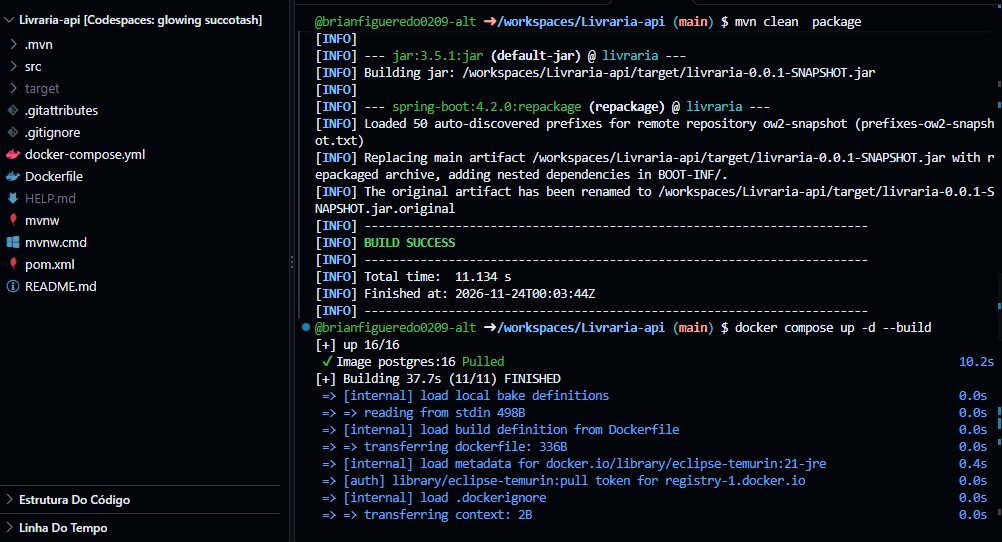 Livraria-api [Codespaces: glowing succotash]
.mvn
src
target
.gitattributes
.gitignore
docker-compose.yml
Dockerfile
HELP.md
mvnw
mvnw.cmd
pom.xml
README.md
Estrutura Do Código
Linha Do Tempo
@brianfigueredo0209-alt ➜/workspaces/Livraria-api (main) $ mvn clean  package
[INFO]
[INFO] --- jar:3.5.1:jar (default-jar) @ livraria ---
[INFO] Building jar: /workspaces/Livraria-api/target/livraria-0.0.1-SNAPSHOT.jar
[INFO]
[INFO] --- spring-boot:4.2.0:repackage (repackage) @ livraria ---
[INFO] Loaded 50 auto-discovered prefixes for remote repository ow2-snapshot (prefixes-ow2-snapsh
ot.txt)
[INFO] Replacing main artifact /workspaces/Livraria-api/target/livraria-0.0.1-SNAPSHOT.jar with r
epackaged archive, adding nested dependencies in BOOT-INF/.
[INFO] The original artifact has been renamed to /workspaces/Livraria-api/target/livraria-0.0.1-S
NAPSHOT.jar.original
[INFO] ------------------------------------------------------------------------
[INFO] BUILD SUCCESS
[INFO] ------------------------------------------------------------------------
[INFO] Total time:  11.134 s
[INFO] Finished at: 2026-11-24T00:03:44Z
[INFO] ------------------------------------------------------------------------
@brianfigueredo0209-alt ➜/workspaces/Livraria-api (main) $ docker compose up -d --build
[+] up 16/16
✓ Image postgres:16 Pulled 10.2s
[+] Building 37.7s (11/11) FINISHED
=> [internal] load local bake definitions 0.0s
=> => reading from stdin 498B 0.0s
=> [internal] load build definition from Dockerfile 0.0s
=> => transferring dockerfile: 336B 0.0s
=> [internal] load metadata for docker.io/library/eclipse-temurin:21-jre 0.4s
=> [auth] library/eclipse-temurin:pull token for registry-1.docker.io 0.0s
=> [internal] load .dockerignore 0.0s
=> => transferring context: 2B 0.0s